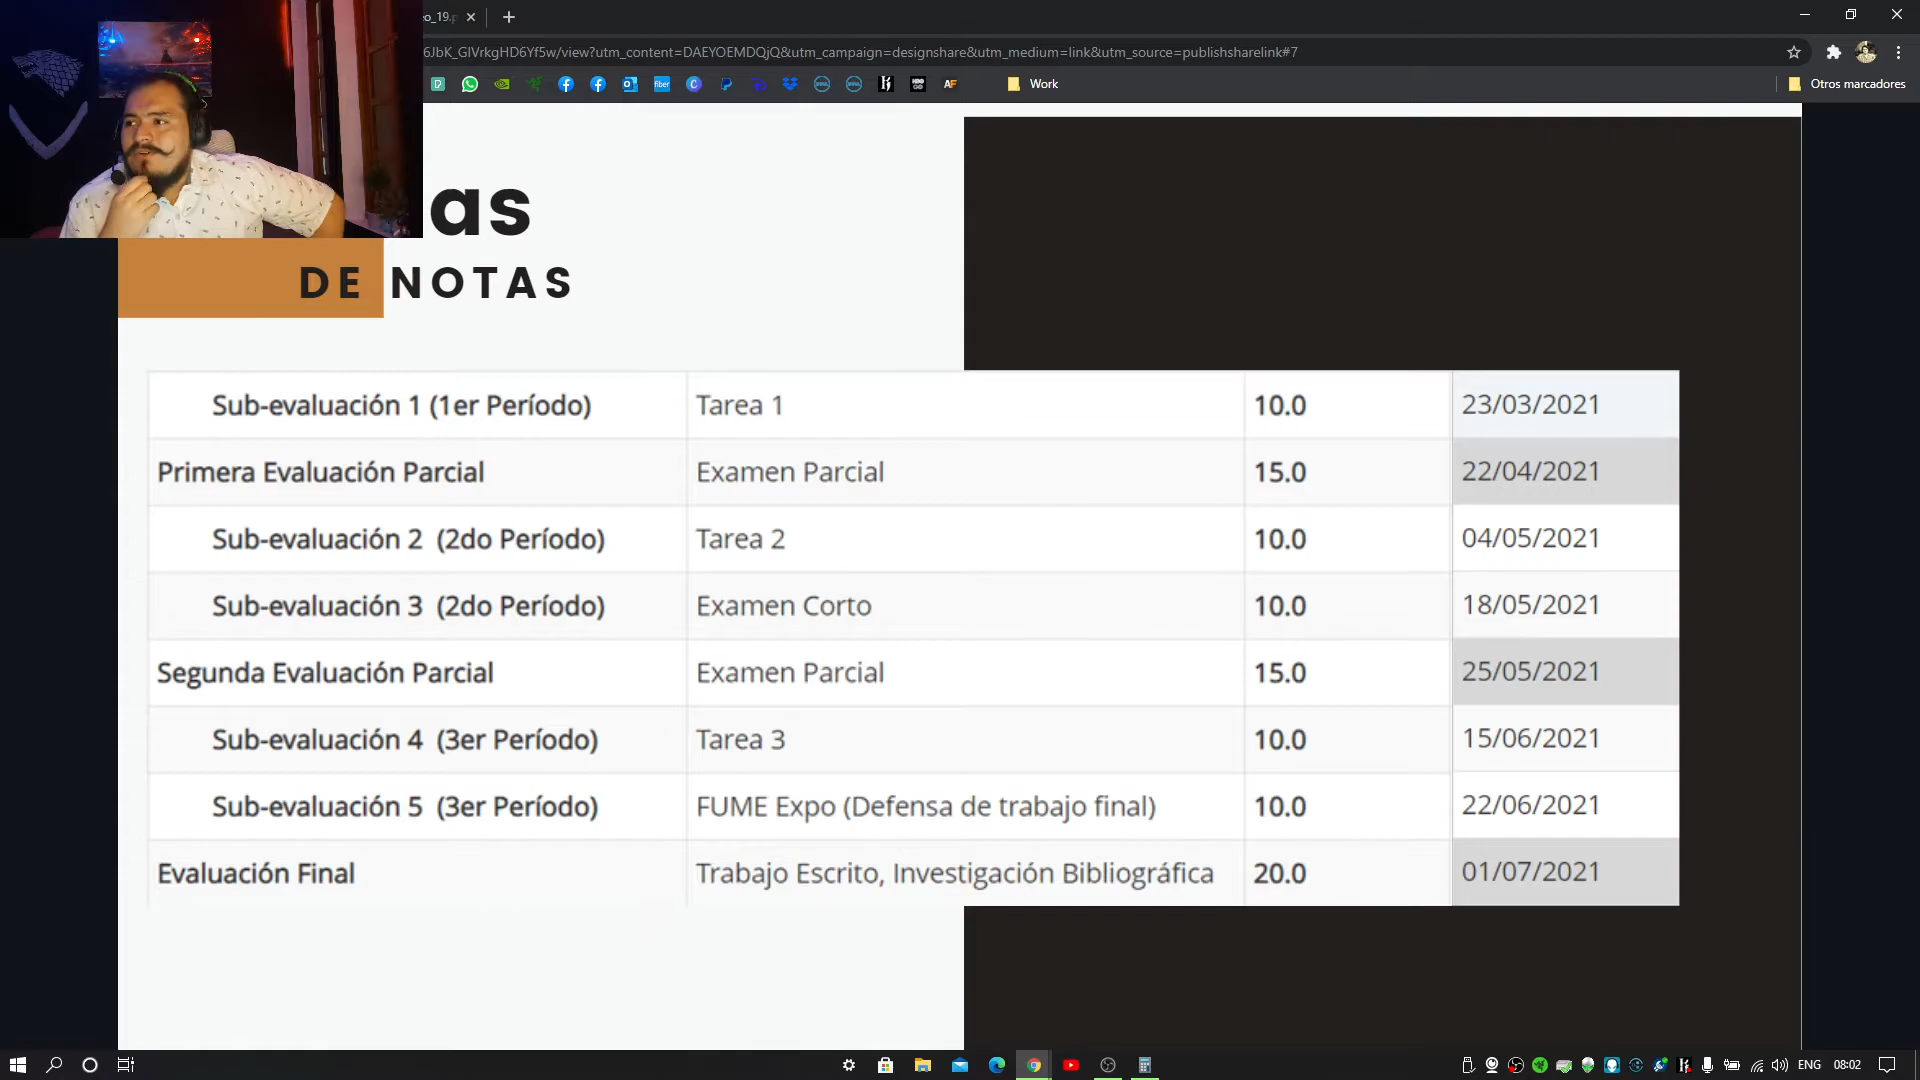 eo_19.p
6JbK_GIVrkgHD6Yf5w/view?utm_content=DAEYOEMDQjQ&utm_campaign=designshare&utm_medium=link&utm_source=publishsharelink#7
fiber
Work
Otros marcadores
as
DE NOTAS
Sub-evaluación 1 (1er Período) Tarea 1 10.0 23/03/2021
Primera Evaluación Parcial Examen Parcial 15.0 22/04/2021
Sub-evaluación 2 (2do Período) Tarea 2 10.0 04/05/2021
Sub-evaluación 3 (2do Período) Examen Corto 10.0 18/05/2021
Segunda Evaluación Parcial Examen Parcial 15.0 25/05/2021
Sub-evaluación 4 (3er Período) Tarea 3 10.0 15/06/2021
Sub-evaluación 5 (3er Período) FUME Expo (Defensa de trabajo final) 10.0 22/06/2021
Evaluación Final Trabajo Escrito, Investigación Bibliográfica 20.0 01/07/2021
ENG 08:02